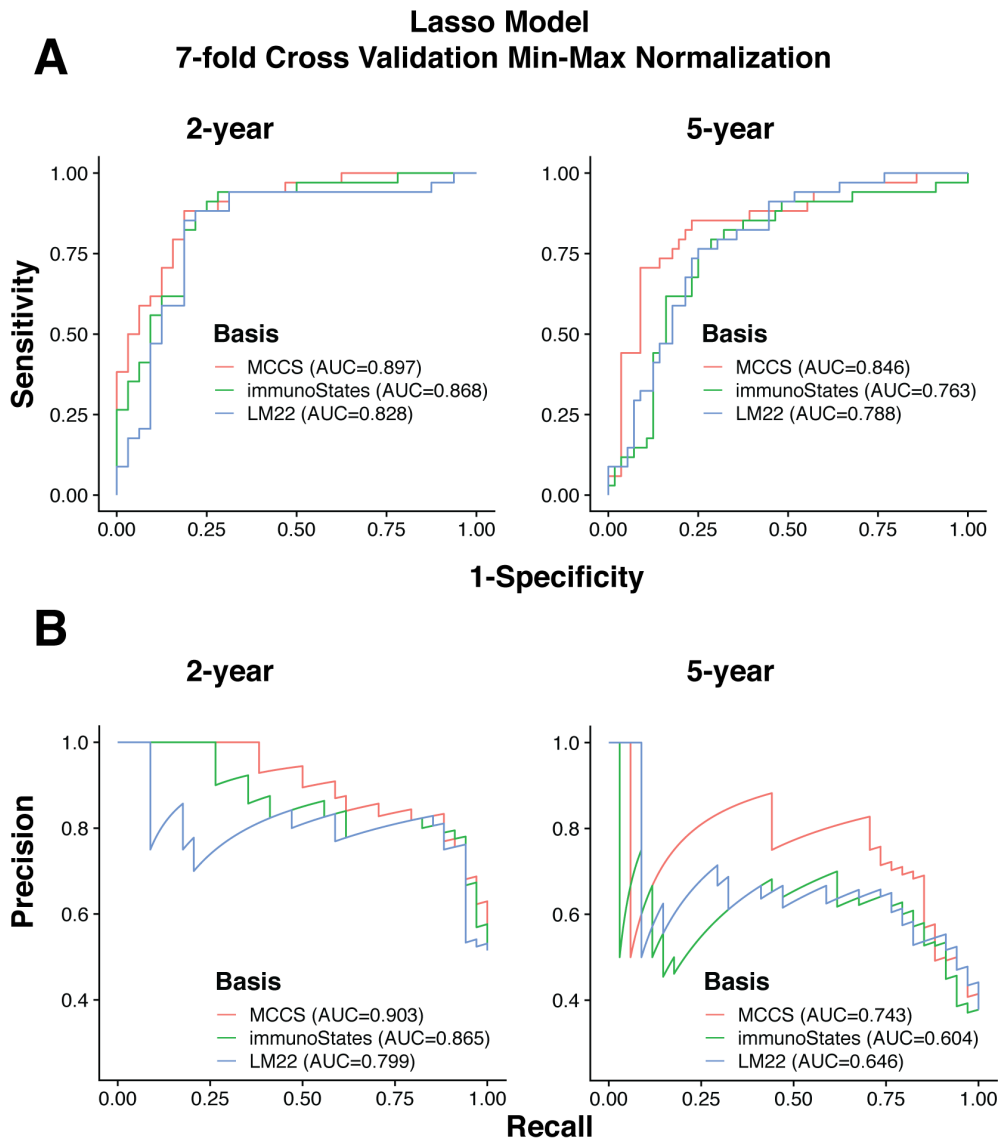 Lasso Model
A
7-fold Cross Validation Min-Max Normalization
2-year
5-year
Sensitivity
1.00
0.75
0.50
0.25
0.00
Basis
MCCS (AUC=0.897)
immunoStates (AUC=0.868)
LM22 (AUC=0.828)
0.00 0.25 0.50 0.75 1.00
1.00
0.75
0.50
0.25
0.00
Basis
MCCS (AUC=0.846)
immunoStates (AUC=0.763)
LM22 (AUC=0.788)
0.00 0.25 0.50 0.75 1.00
1-Specificity
B
2-year
5-year
Precision
1.0
0.8
0.6
0.4
Basis
MCCS (AUC=0.903)
immunoStates (AUC=0.865)
LM22 (AUC=0.799)
0.00 0.25 0.50 0.75 1.00
1.0
0.8
0.6
0.4
Basis
MCCS (AUC=0.743)
immunoStates (AUC=0.604)
LM22 (AUC=0.646)
0.00 0.25 0.50 0.75 1.00
Recall